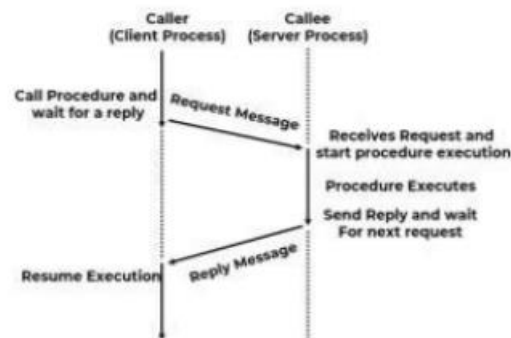 Caller
(Client Process)
Callee
(Server Process)
Call Procedure and
wait for a reply
Request Message
Receives Request and
start procedure execution
Procedure Executes
Send Reply and wait
For next request
Reply Message
Resume Execution